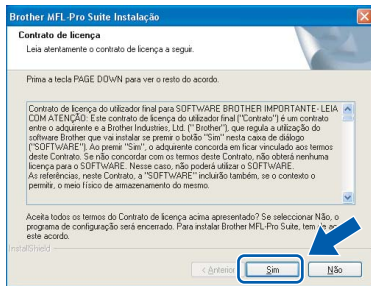 Brother MFL-Pro Suite Instalação
Contrato de licença
Leia atentamente o contrato de licença a seguir.
Prima a tecla PAGE DOWN para ver o resto do acordo.
Contrato de licença do utilizador final para SOFTWARE BROTHER IMPORTANTE- LEIA
COM ATENÇÃO: Este contrato de licença do utilizador final ("Contrato") é um contrato
entre o adquirente e a Brother Industries, Ltd. ("Brother"), que regula a utilização do
software Brother que vai instalar se premir o botão "Sim" nesta caixa de diálogo
("SOFTWARE"). Ao premir "Sim", o adquirente concorda em ficar vinculado aos termos
deste Contrato. Se não concordar com os termos deste Contrato, não obterá nenhuma
licença para o SOFTWARE. Nesse caso, não poderá utilizar o SOFTWARE.
As referências, neste Contrato, a "SOFTWARE" incluirão também, se o contexto o
permitir, o meio físico de armazenamento do mesmo.
Aceita todos os termos do Contrato de licença acima apresentado? Se seleccionar Não, o
programa de configuração será encerrado. Para instalar Brother MFL-Pro Suite, tem de
este acordo.
InstallShield
< Anterior
Sim
Não